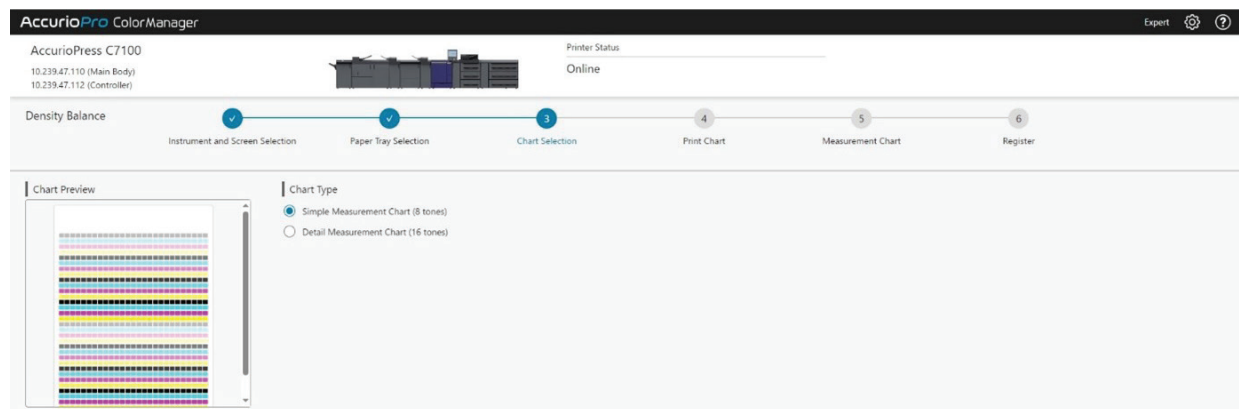 AccurioPro ColorManager
Expert
AccurioPress C7100
10.239.47.110 (Main Body)
10.239.47.112 (Controller)
Printer Status
Online
Density Balance
Instrument and Screen Selection
Paper Tray Selection
3
Chart Selection
4
Print Chart
5
Measurement Chart
6
Register
Chart Preview
Chart Type
Simple Measurement Chart (8 tones)
Detail Measurement Chart (16 tones)